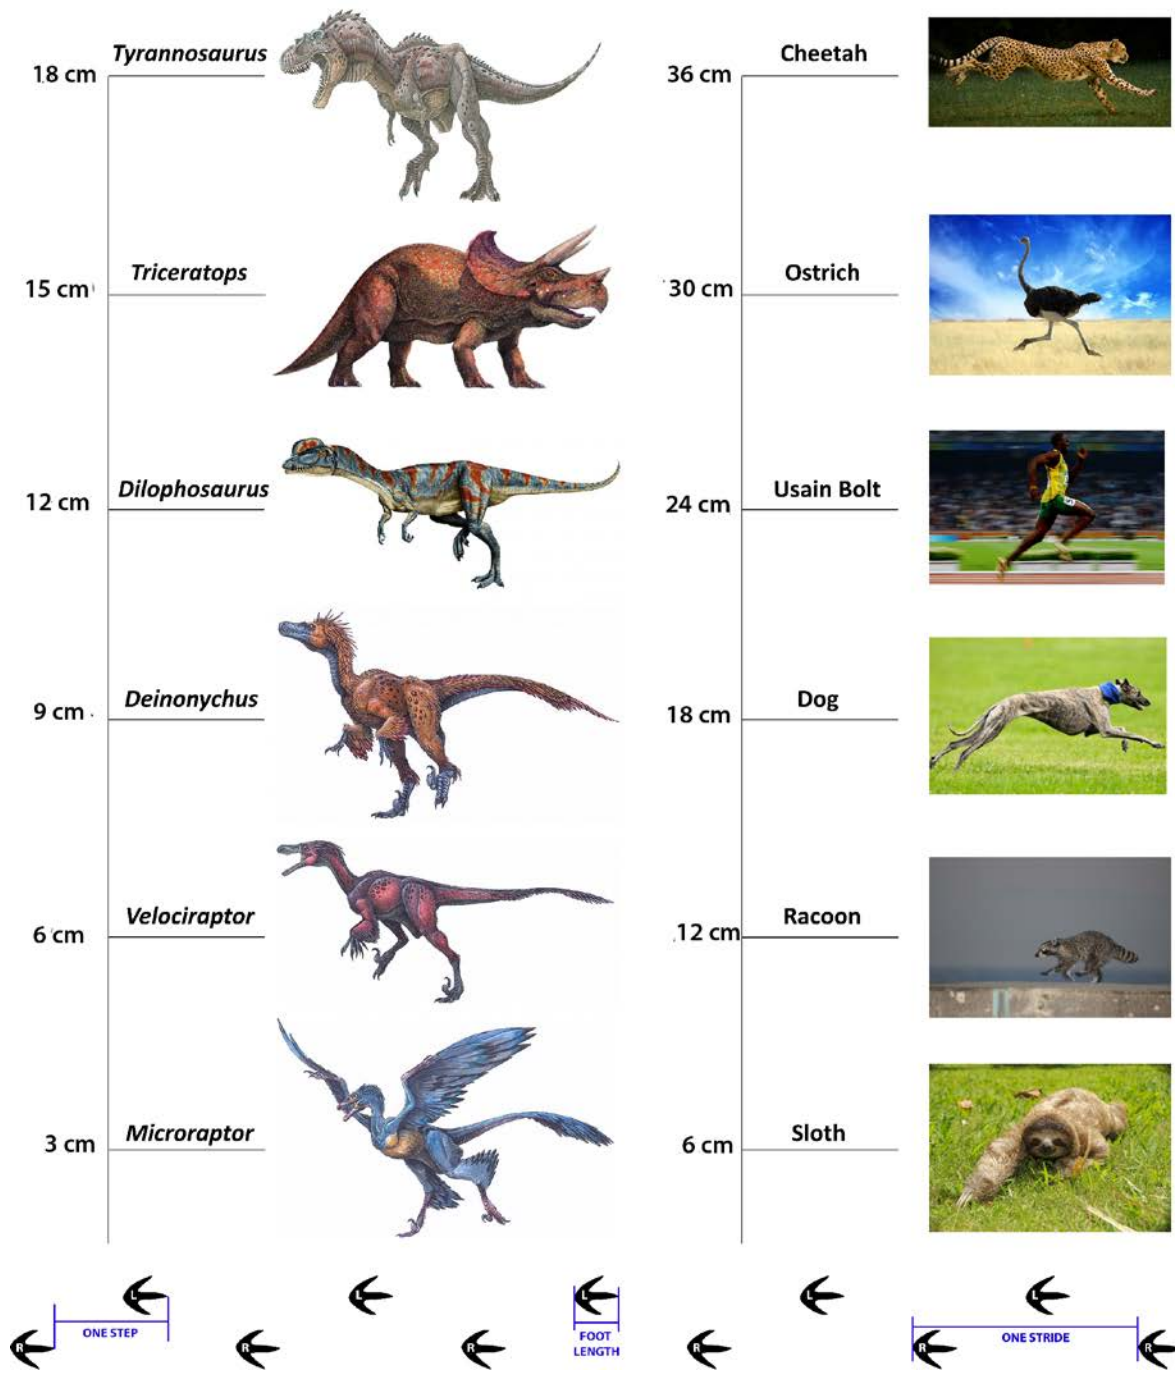 Tyrannosaurus
18 cm
Cheetah
36 cm
Triceratops
15 cm
Ostrich
30 cm
Dilophosaurus
12 cm
Usain Bolt
24 cm
Deinonychus
9 cm
Dog
18 cm
Velociraptor
6 cm
Racoon
12 cm
Microraptor
3 cm
Sloth
6 cm
L
L
L
L
L
ONE STEP
FOOT
LENGTH
ONE STRIDE
R
R
R
R
R
R